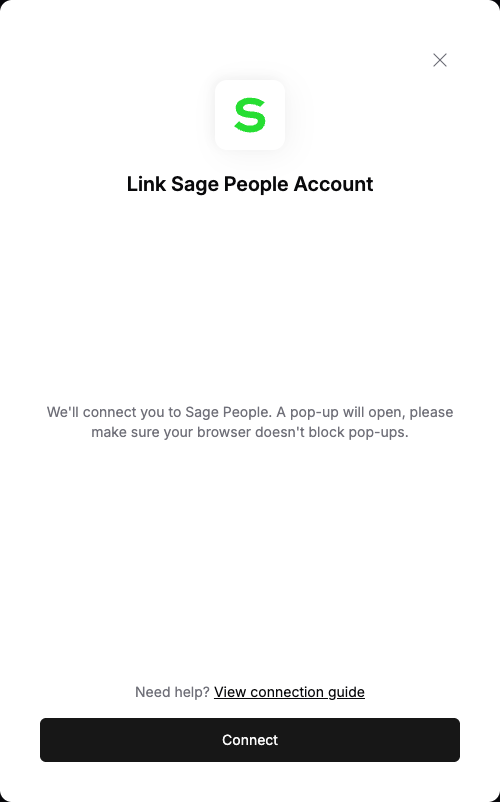 S
Link Sage People Account
We'll connect you to Sage People. A pop-up will open, please
make sure your browser doesn't block pop-ups.
Need help? View connection guide
Connect